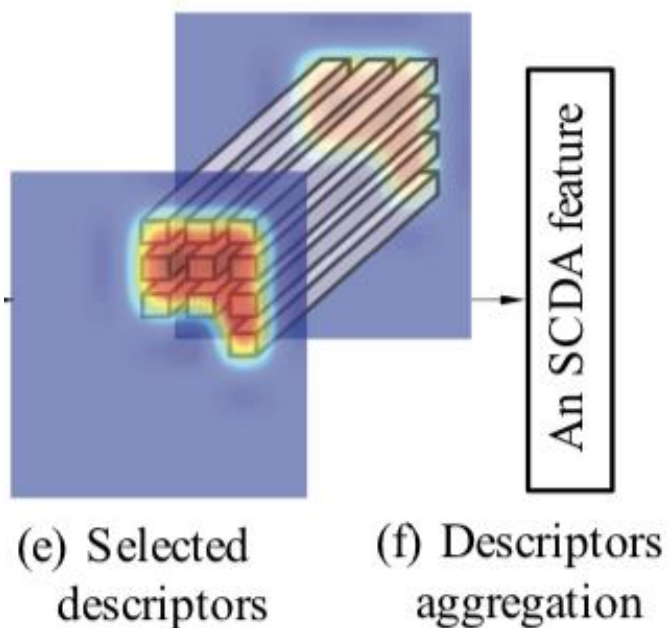 An SCDA feature
(e) Selected
descriptors
(f) Descriptors
aggregation